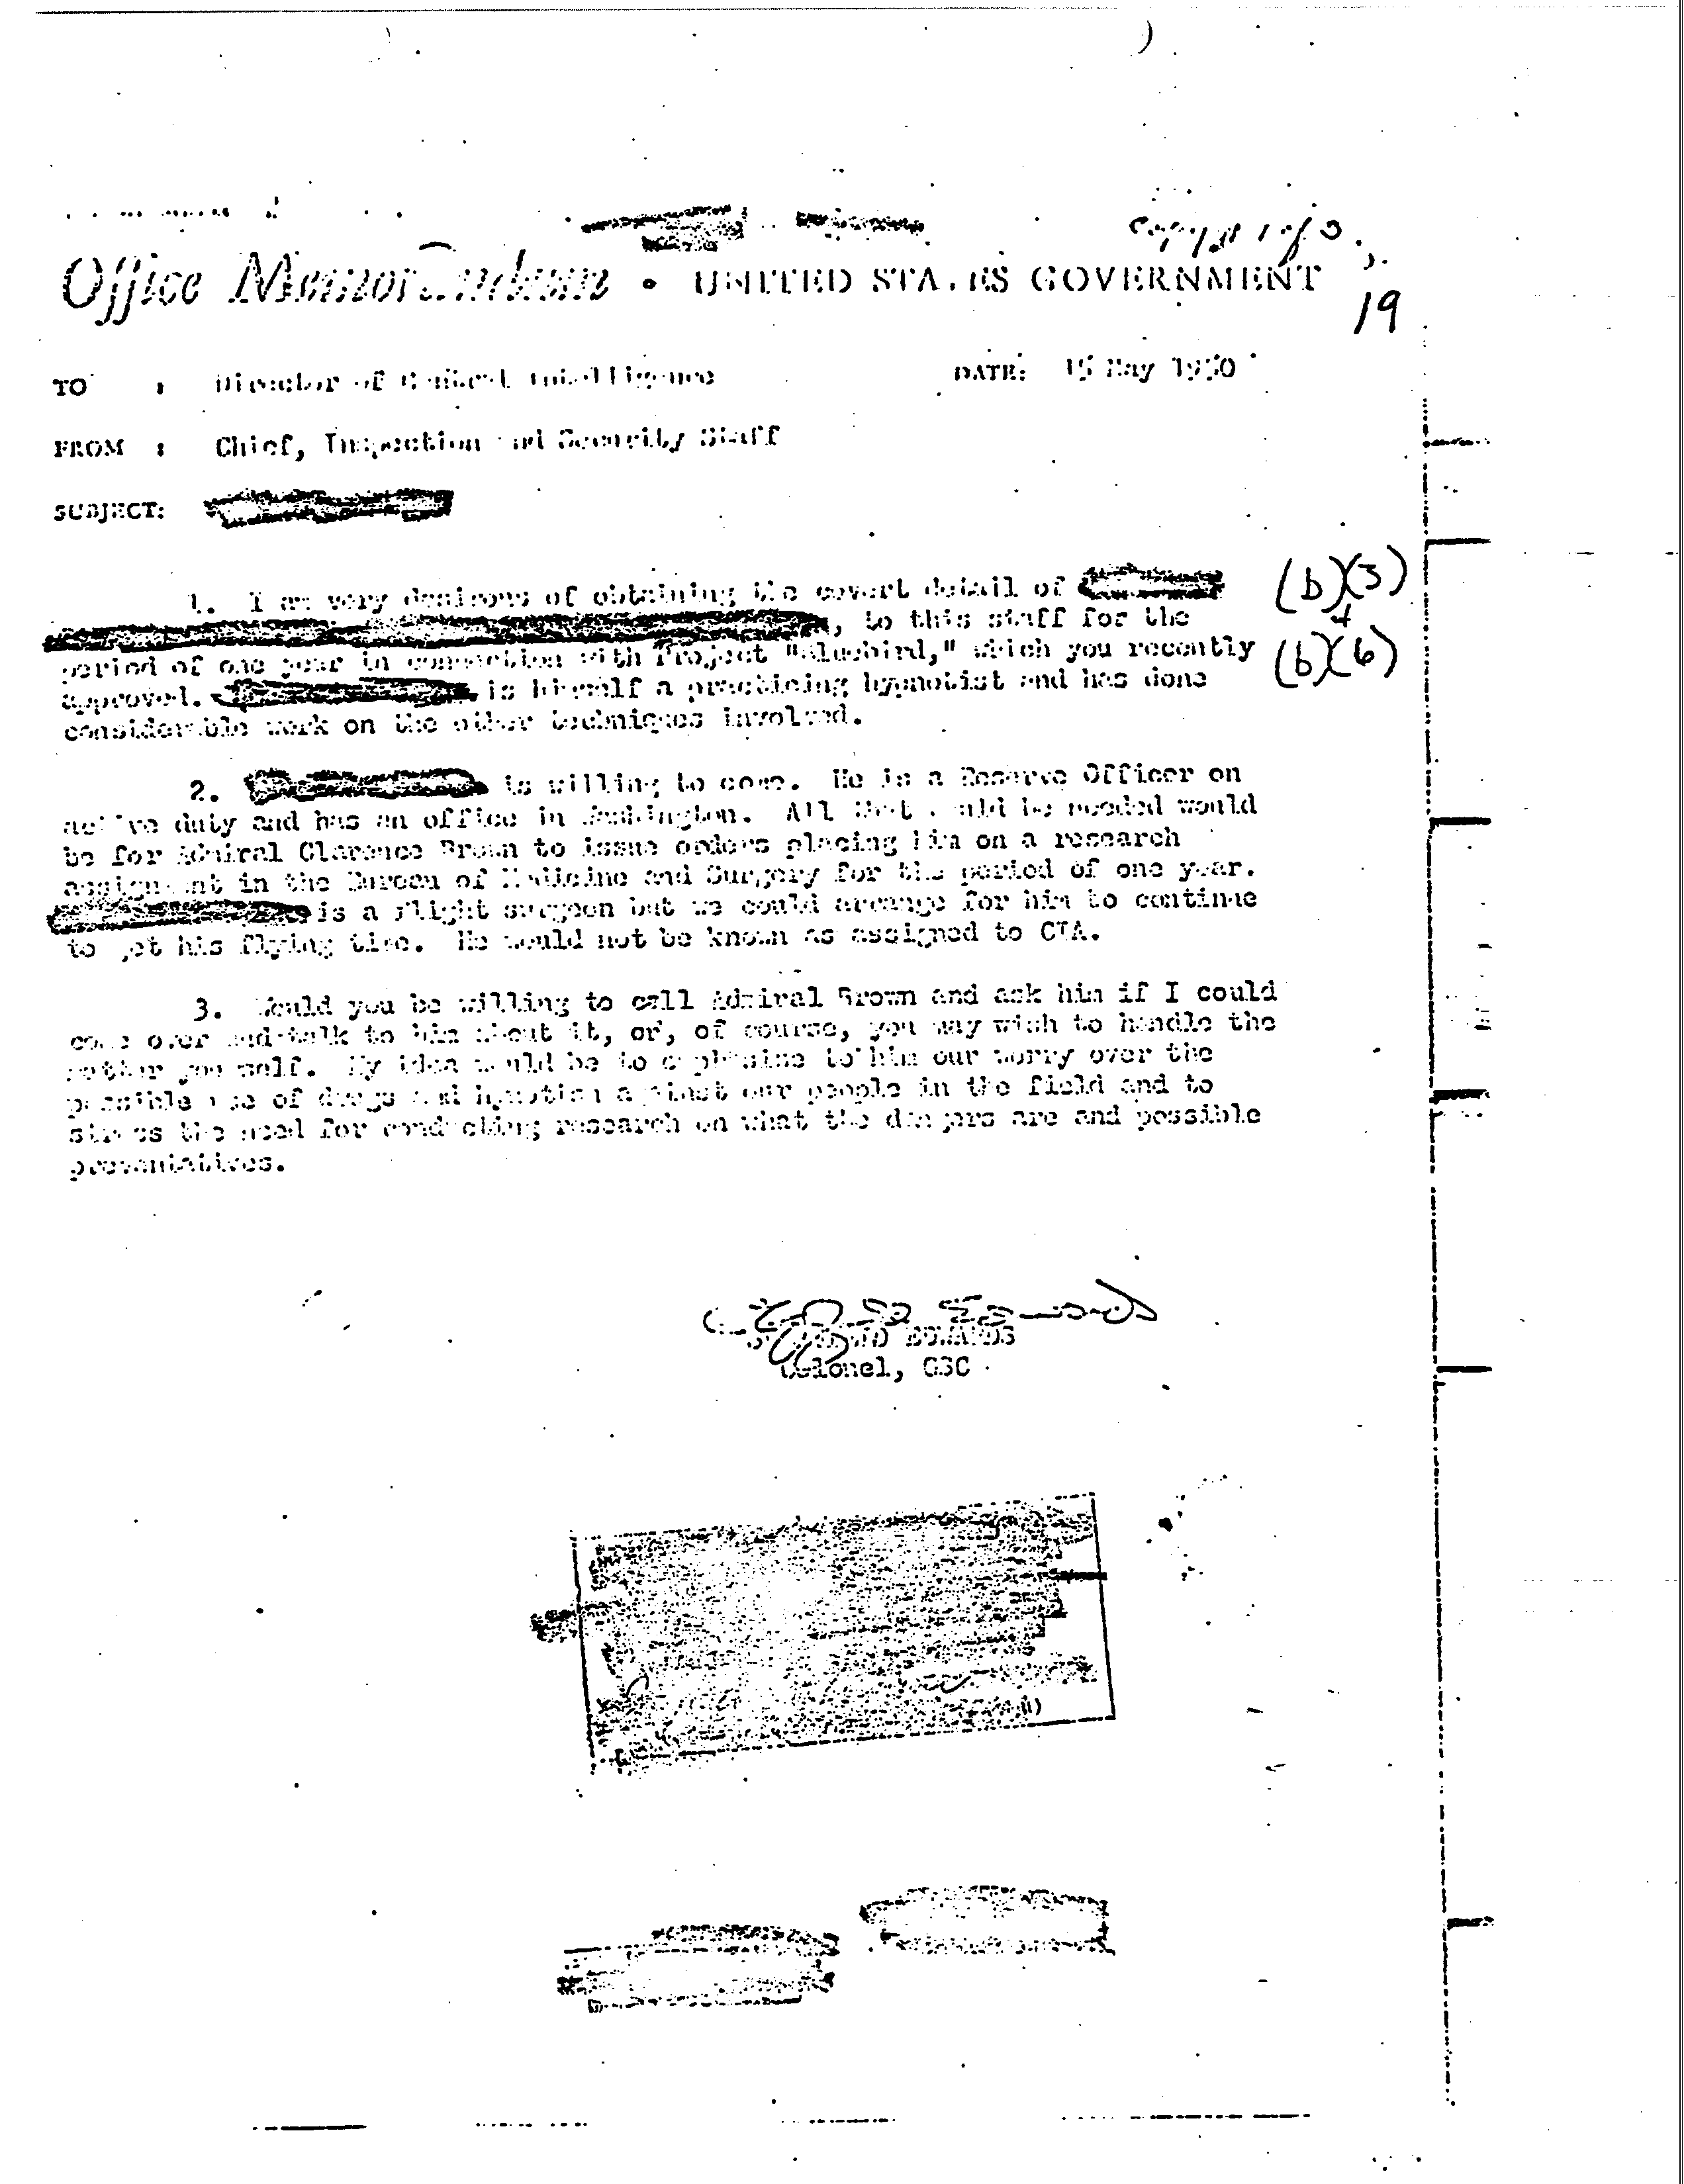 Office Memorandum • UNITED STATES GOVERNMENT
19
TO : Director of Central Intelligence DATE: 15 May 1950
FROM : Chief, Inspection and Security Staff
SUBJECT:
(b)(3)
1. I am very desirous of obtaining the covert detail of
, to this staff for the
period of one year in connection with Project "Bluebird," which you recently
(b)(6)
approved. is himself a practicing hypnotist and has done
considerable work on the other techniques involved.
2. is willing to come. He is a Reserve Officer on
active duty and has an office in Washington. All that would be needed would
be for Admiral Clarence Brown to issue orders placing him on a research
assignment in the Bureau of Medicine and Surgery for the period of one year.
is a flight surgeon but we could arrange for him to continue
to get his flying time. He would not be known as assigned to CIA.
3. Would you be willing to call Admiral Brown and ask him if I could
come over and talk to him about it, or, of course, you may wish to handle the
matter yourself. My idea would be to emphasize to him our worry over the
possible use of drugs and hypnotism against our people in the field and to
stress the need for conducting research on what the dangers are and possible
preventatives.
EDWARDS
Colonel, GSC